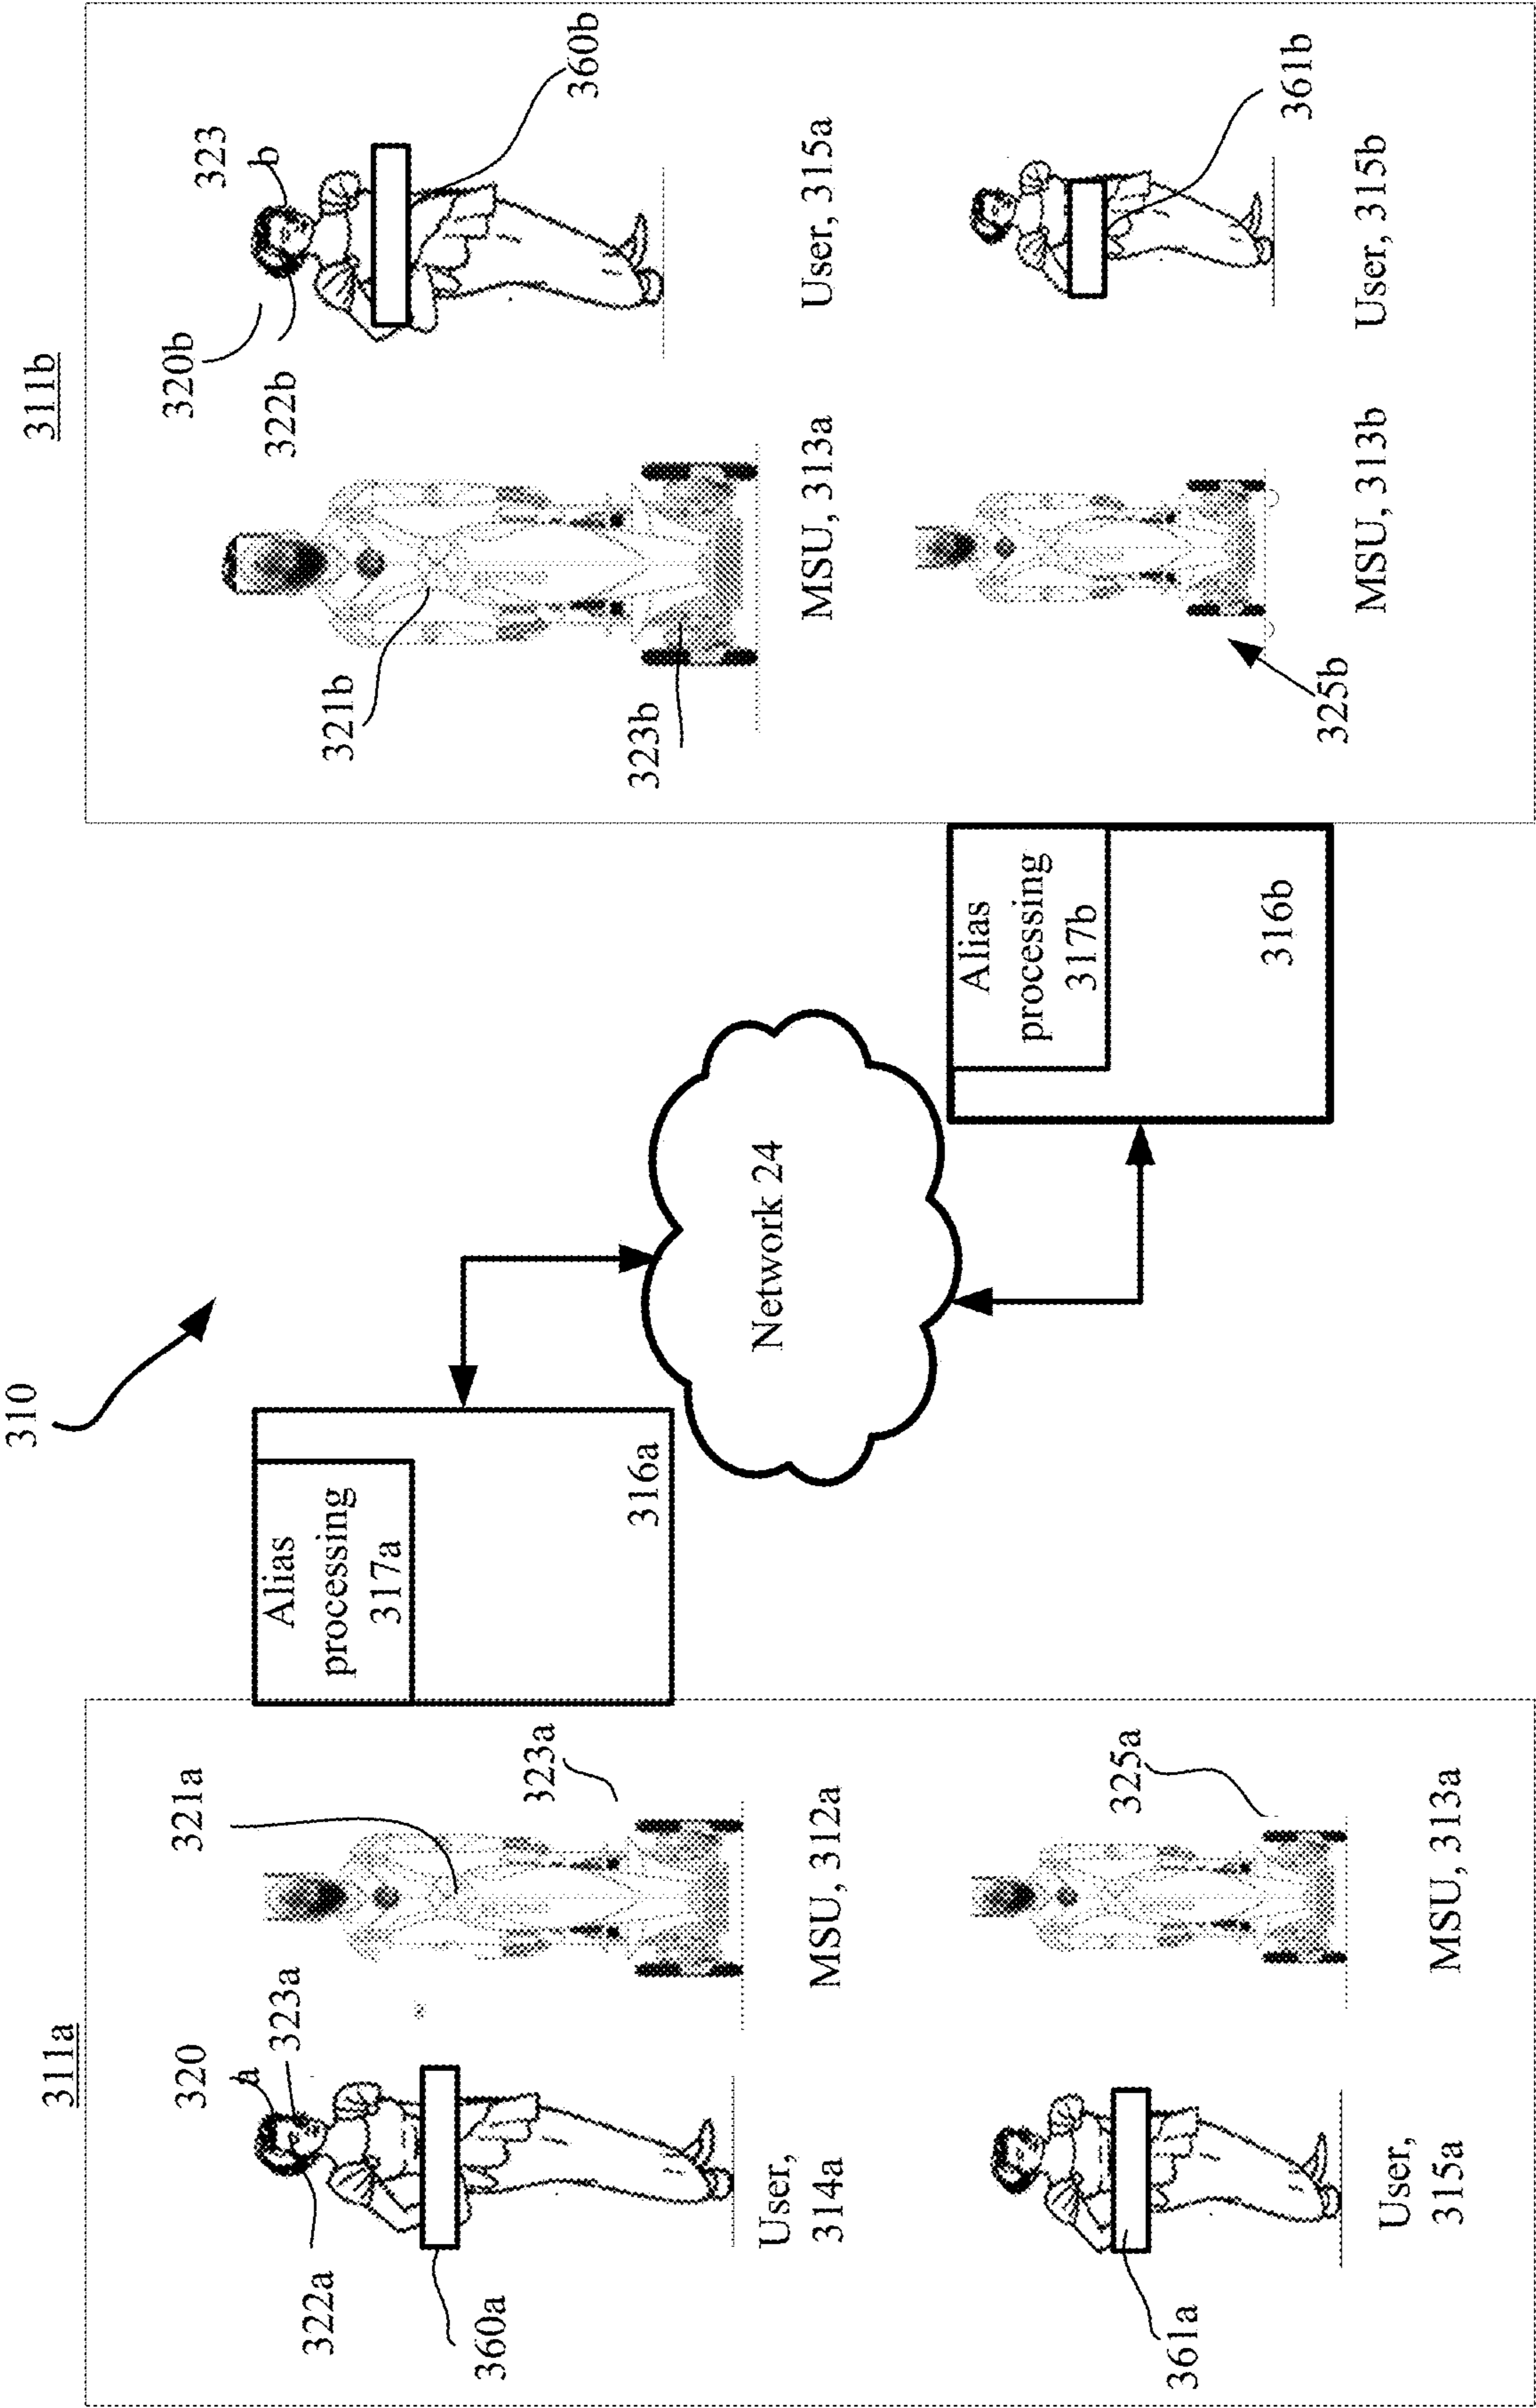 310
311a
311b
320
a
323a
322a
360a
321a
323a
User,
314a
MSU, 312a
361a
325a
User,
315a
MSU, 313a
Alias
processing
317a
316a
Network 24
Alias
processing
317b
316b
320b
322b
323
b
360b
321b
323b
MSU, 313a
User, 315a
361b
325b
MSU, 313b
User, 315b